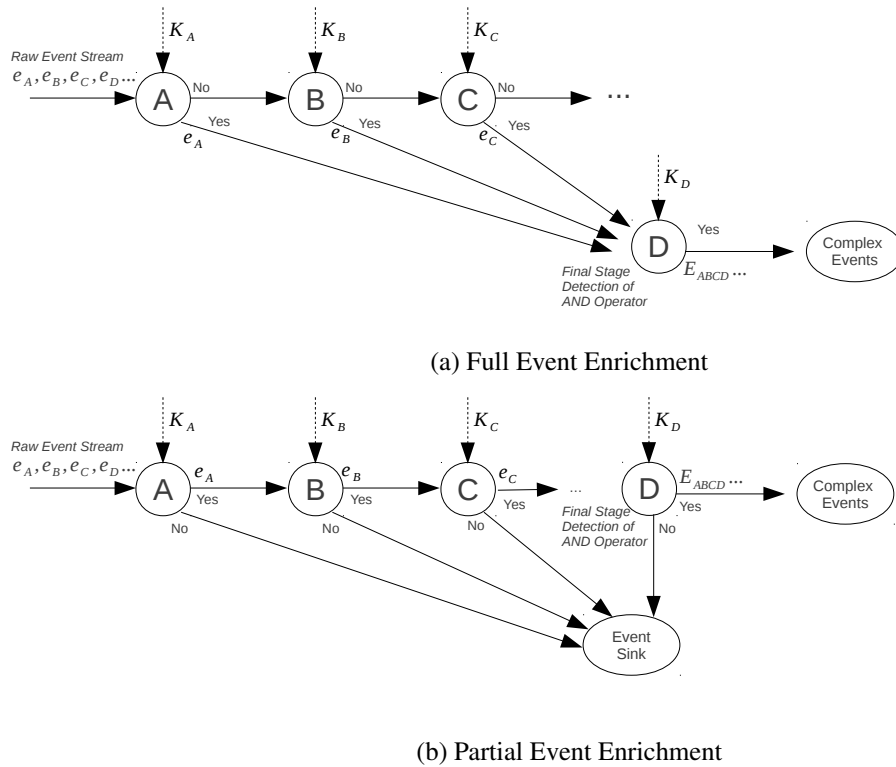 K_A K_B K_C
Raw Event Stream
e_A, e_B, e_C, e_D...
A No B No C No ...
Yes Yes Yes
e_A e_B e_C
K_D
D Yes
E_ABCD...
Complex
Events
Final Stage
Detection of
AND Operator
(a) Full Event Enrichment
K_A K_B K_C K_D
Raw Event Stream
e_A, e_B, e_C, e_D...
A e_A B e_B C e_C ... D E_ABCD...
Yes Yes Yes Yes
No No No No
Complex
Events
Final Stage
Detection of
AND Operator
Event
Sink
(b) Partial Event Enrichment